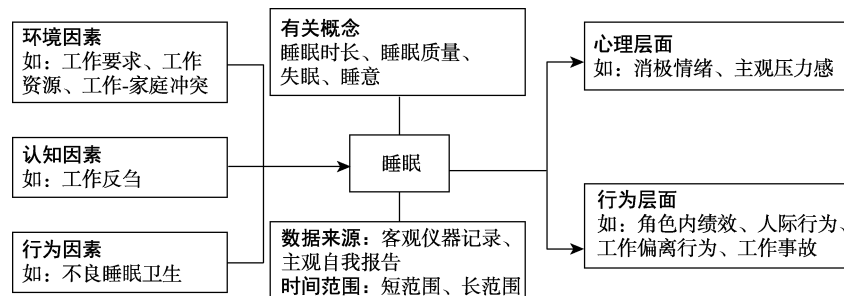 环境因素
如：工作要求、工作
资源、工作-家庭冲突
认知因素
如：工作反刍
行为因素
如：不良睡眠卫生
有关概念
睡眠时长、睡眠质量、
失眠、睡意
睡眠
数据来源：客观仪器记录、
主观自我报告
时间范围：短范围、长范围
心理层面
如：消极情绪、主观压力感
行为层面
如：角色内绩效、人际行为、
工作偏离行为、工作事故